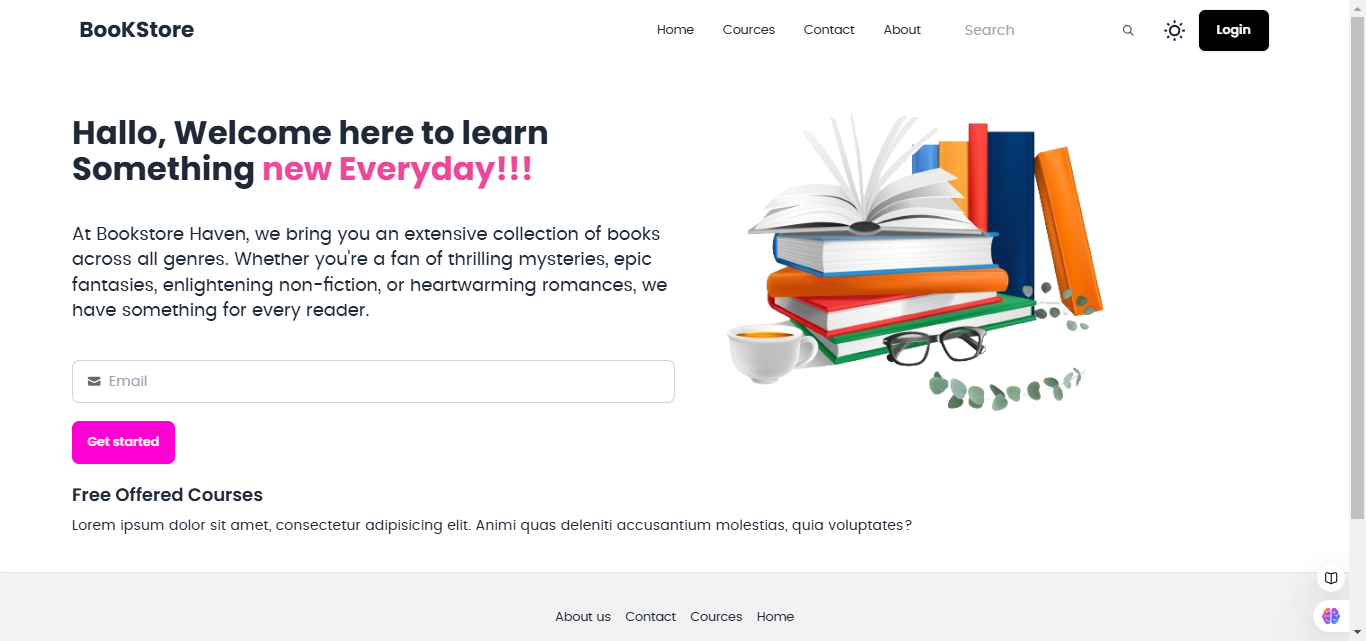 BooKStore
Home Cources Contact About Search Login
Hallo, Welcome here to learn
Something new Everyday!!!
At Bookstore Haven, we bring you an extensive collection of books
across all genres. Whether you're a fan of thrilling mysteries, epic
fantasies, enlightening non-fiction, or heartwarming romances, we
have something for every reader.
Email
Get started
Free Offered Courses
Lorem ipsum dolor sit amet, consectetur adipisicing elit. Animi quas deleniti accusantium molestias, quia voluptates?
About us Contact Cources Home